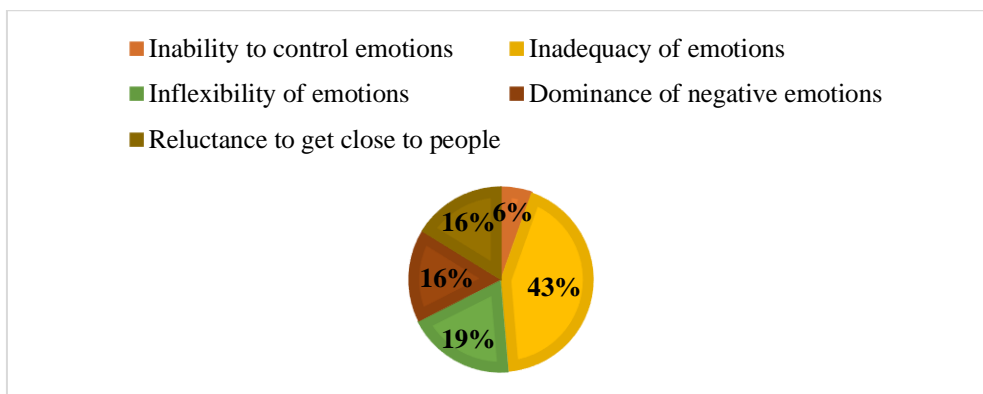 Inability to control emotions
Inadequacy of emotions
Inflexibility of emotions
Dominance of negative emotions
Reluctance to get close to people
16%
6%
16%
43%
19%